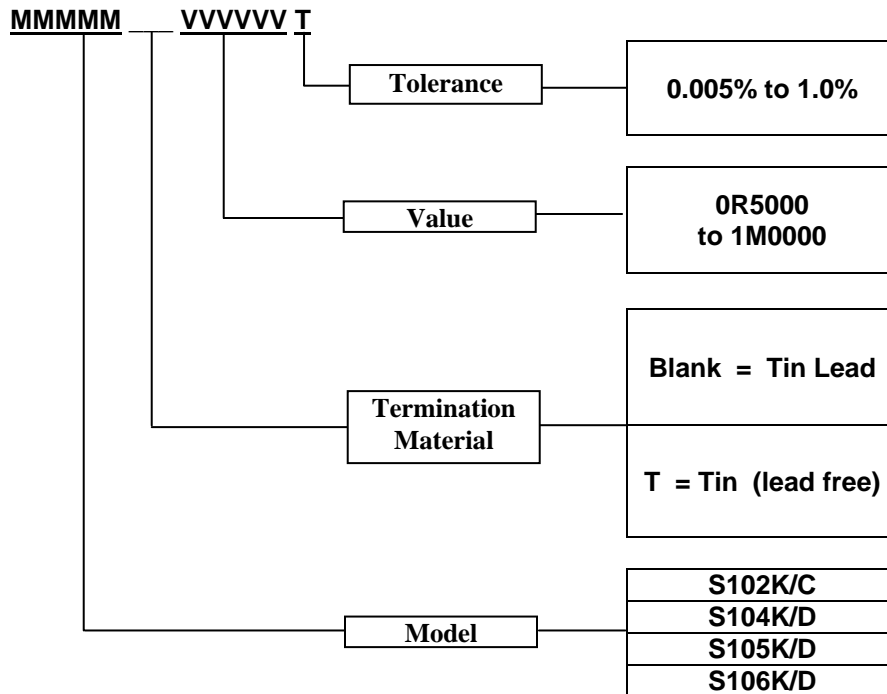 MMMMM ___ VVVVVV T
Tolerance
0.005% to 1.0%
Value
0R5000
to 1M0000
Termination
Material
Blank = Tin Lead
T = Tin (lead free)
Model
S102K/C
S104K/D
S105K/D
S106K/D